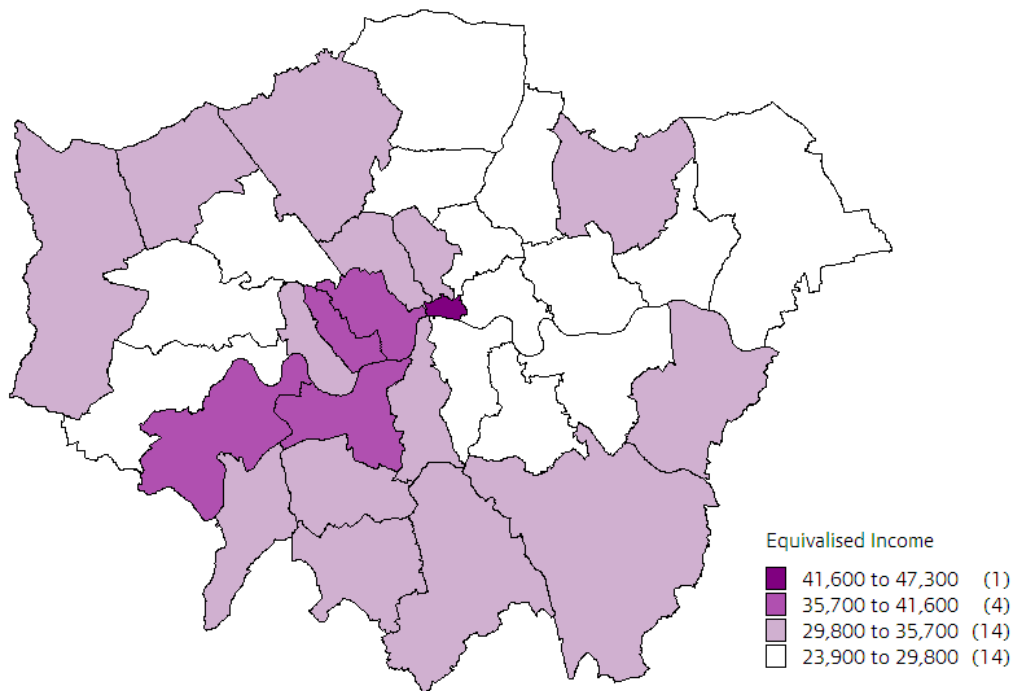 Equivalised Income
41,600 to 47,300 (1)
35,700 to 41,600 (4)
29,800 to 35,700 (14)
23,900 to 29,800 (14)